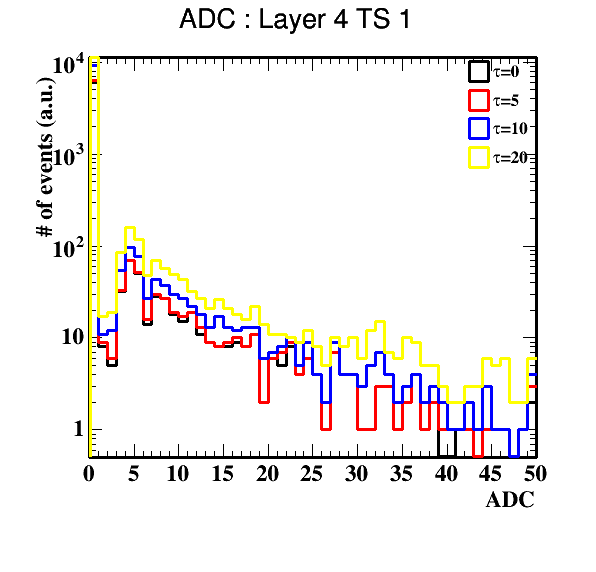 ADC : Layer 4 TS 1
# of events (a.u.)
10^4
10^3
10^2
10
1
τ=0
τ=5
τ=10
τ=20
0 5 10 15 20 25 30 35 40 45 50
ADC